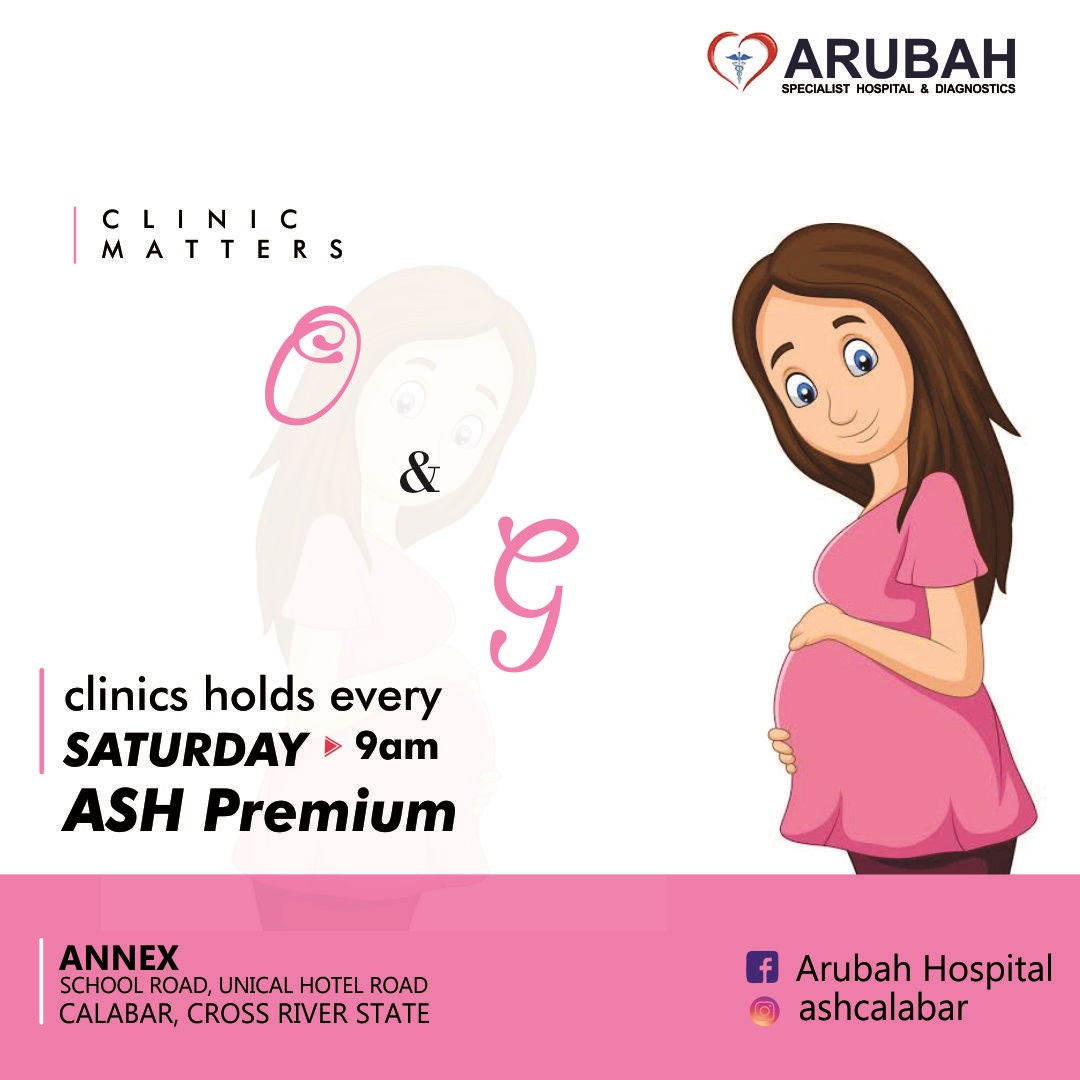 ARUBAH
SPECIALIST HOSPITAL & DIAGNOSTICS
CLINIC
MATTERS
O
&
G
clinics holds every
SATURDAY 9am
ASH Premium
ANNEX
SCHOOL ROAD, UNICAL HOTEL ROAD
CALABAR, CROSS RIVER STATE
Arubah Hospital
ashcalabar